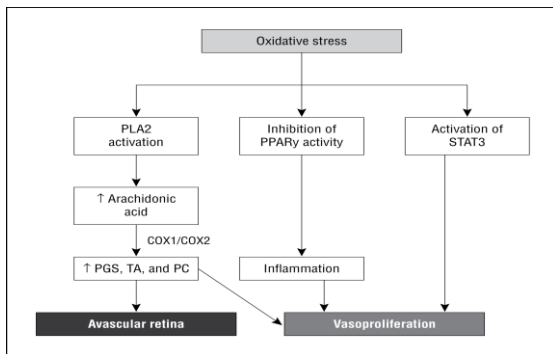 Oxidative stress
PLA2
activation
Inhibition of
PPARy activity
Activation of
STAT3
↑ Arachidonic
acid
COX1/COX2
↑ PGS, TA, and PC
Inflammation
Avascular retina
Vasoproliferation